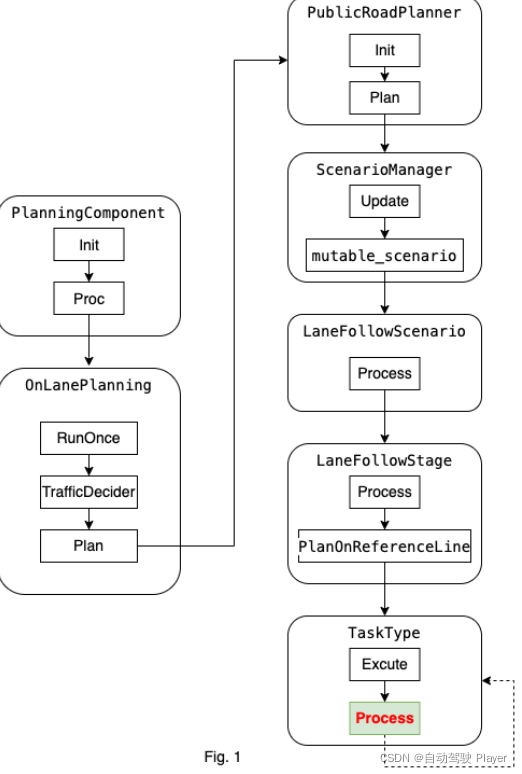 PlanningComponent
Init
Proc
OnLanePlanning
RunOnce
TrafficDecider
Plan
PublicRoadPlanner
Init
Plan
ScenarioManager
Update
mutable_scenario
LaneFollowScenario
Process
LaneFollowStage
Process
PlanOnReferenceLine
TaskType
Excute
Process
Fig. 1
CSDN @自动驾驶 Player